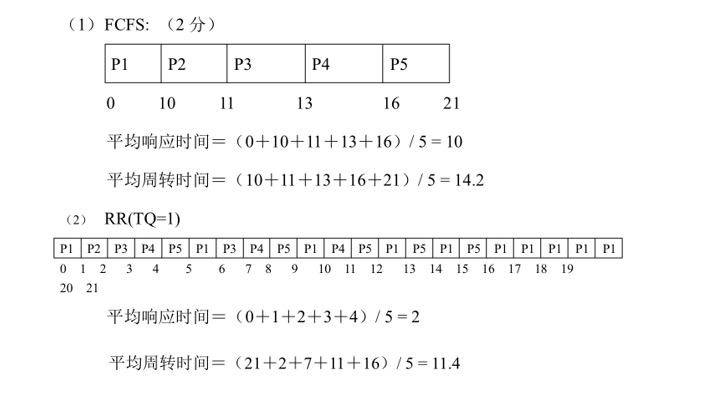 （1）FCFS: （2 分）
P1 P2 P3 P4 P5
0 10 11 13 16 21
平均响应时间＝（0＋10＋11＋13＋16）/ 5 = 10
平均周转时间＝（10＋11＋13＋16＋21）/ 5 = 14.2
（2） RR(TQ=1)
P1 P2 P3 P4 P5 P1 P3 P4 P5 P1 P4 P5 P1 P5 P1 P5 P1 P1 P1 P1 P1
0 1 2 3 4 5 6 7 8 9 10 11 12 13 14 15 16 17 18 19
20 21
平均响应时间＝（0＋1＋2＋3＋4）/ 5 = 2
平均周转时间＝（21＋2＋7＋11＋16）/ 5 = 11.4